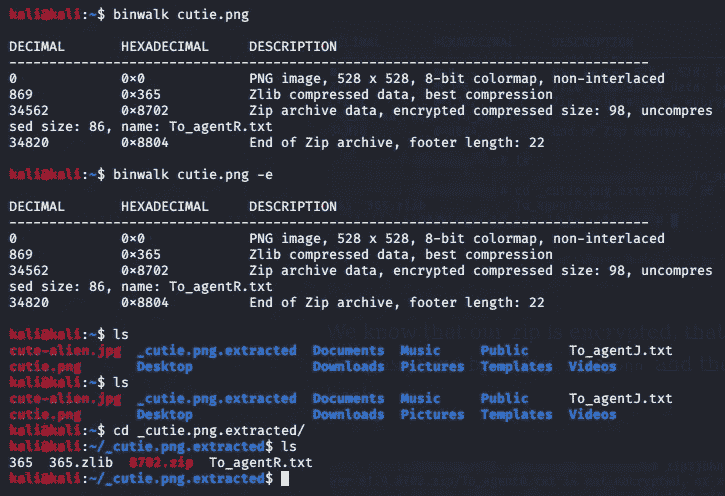 kali@kali:~$ binwalk cutie.png
DECIMAL       HEXADECIMAL     DESCRIPTION
--------------------------------------------------------------------------------
0             0×0             PNG image, 528 x 528, 8-bit colormap, non-interlaced
869           0×365           Zlib compressed data, best compression
34562         0×8702          Zip archive data, encrypted compressed size: 98, uncompres
sed size: 86, name: To_agentR.txt
34820         0×8804          End of Zip archive, footer length: 22
kali@kali:~$ binwalk cutie.png -e
DECIMAL       HEXADECIMAL     DESCRIPTION
--------------------------------------------------------------------------------
0             0×0             PNG image, 528 x 528, 8-bit colormap, non-interlaced
869           0×365           Zlib compressed data, best compression
34562         0×8702          Zip archive data, encrypted compressed size: 98, uncompres
sed size: 86, name: To_agentR.txt
34820         0×8804          End of Zip archive, footer length: 22
kali@kali:~$ ls
cute-alien.jpg  _cutie.png.extracted  Documents  Music     Public     To_agentJ.txt
cutie.png       Desktop               Downloads  Pictures  Templates  Videos
kali@kali:~$ ls
cute-alien.jpg  _cutie.png.extracted  Documents  Music     Public     To_agentJ.txt
cutie.png       Desktop               Downloads  Pictures  Templates  Videos
kali@kali:~$ cd _cutie.png.extracted/
kali@kali:~/_cutie.png.extracted$ ls
365  365.zlib  8702.zip  To_agentR.txt
kali@kali:~/_cutie.png.extracted$